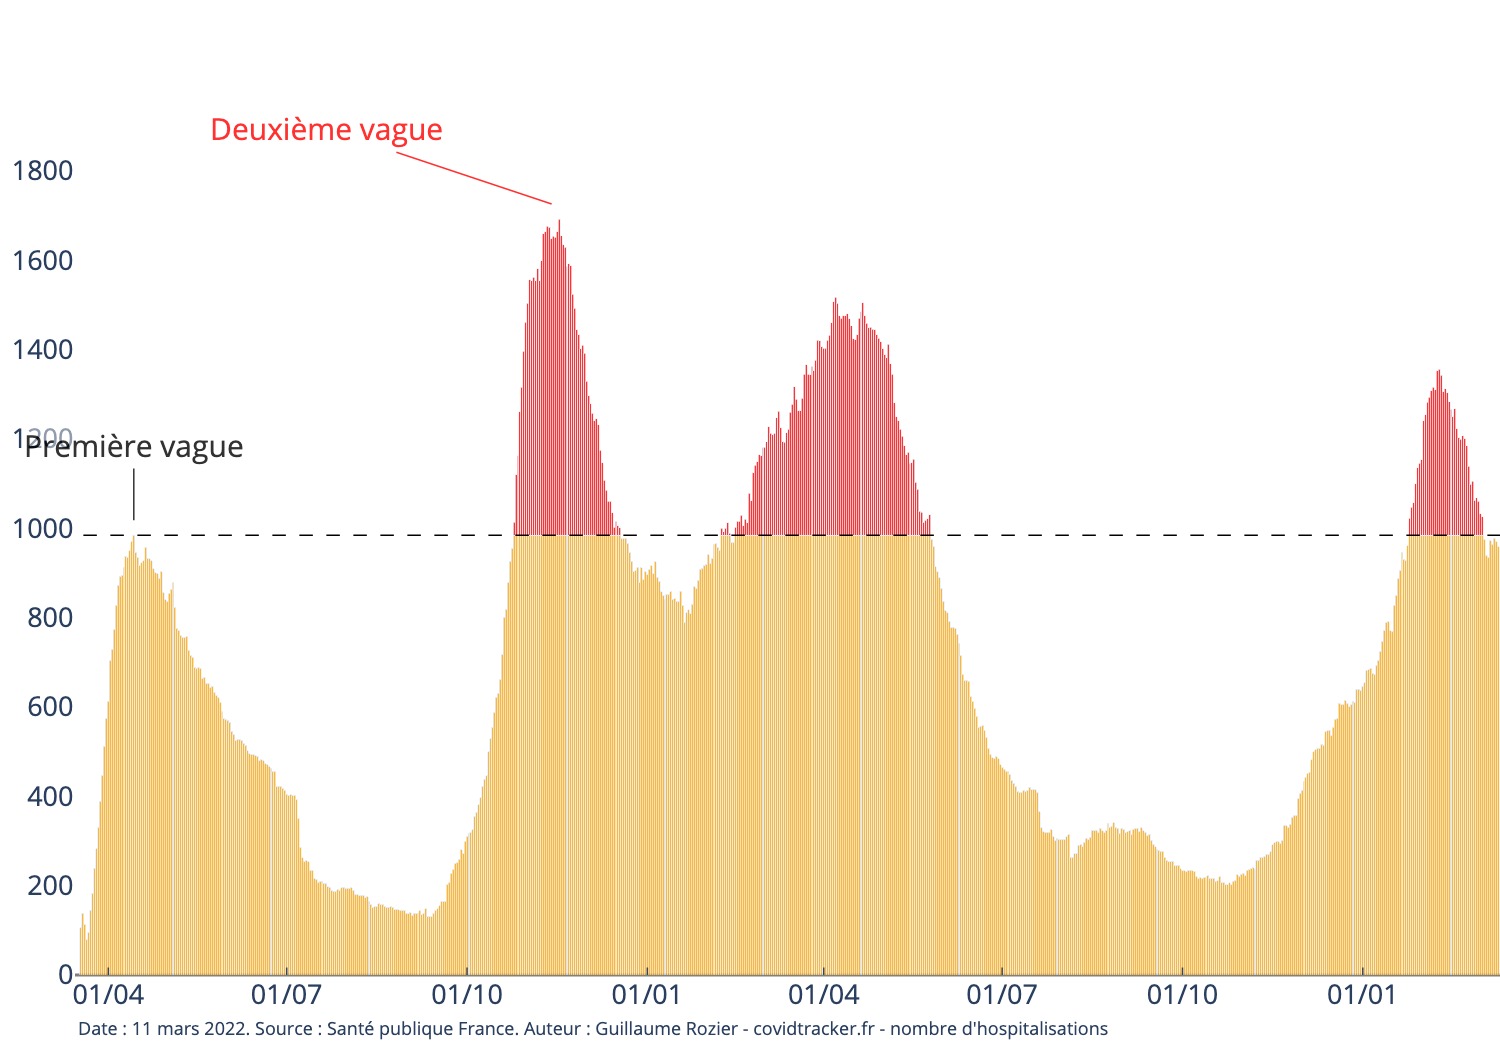 Deuxième vague
1800
1600
1400
1200
Première vague
1000
800
600
400
200
0
01/04 01/07 01/10 01/01 01/04 01/07 01/10 01/01
Date : 11 mars 2022. Source : Santé publique France. Auteur : Guillaume Rozier - covidtracker.fr - nombre d'hospitalisations